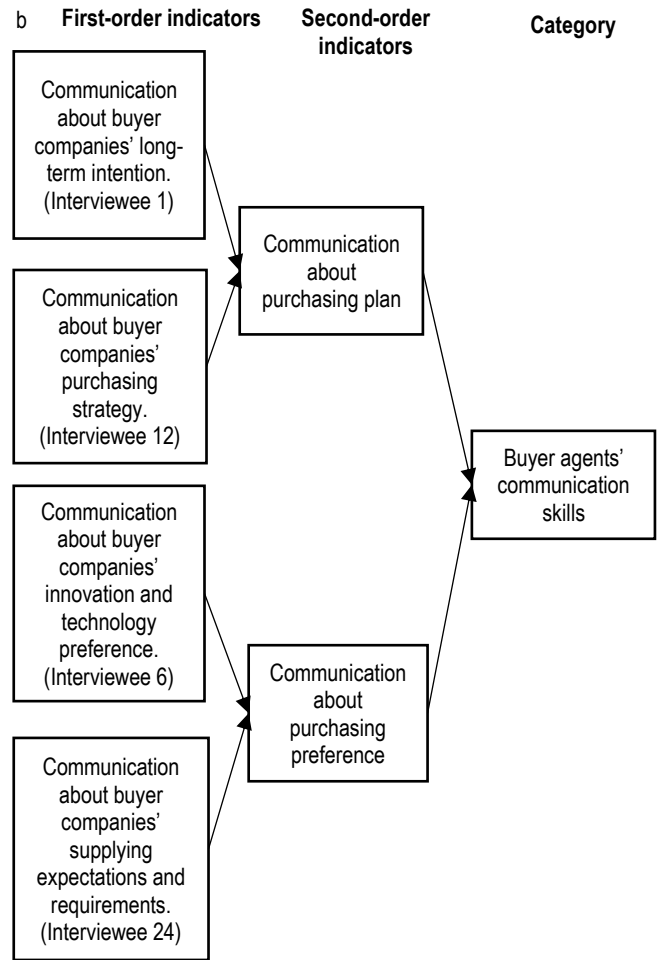 b
First-order indicators
Second-order
indicators
Category
Communication
about buyer
companies’ long-
term intention.
(Interviewee 1)
Communication
about buyer
companies’
purchasing
strategy.
(Interviewee 12)
Communication
about buyer
companies’
innovation and
technology
preference.
(Interviewee 6)
Communication
about buyer
companies’
supplying
expectations and
requirements.
(Interviewee 24)
Communication
about
purchasing plan
Communication
about
purchasing
preference
Buyer agents’
communication
skills